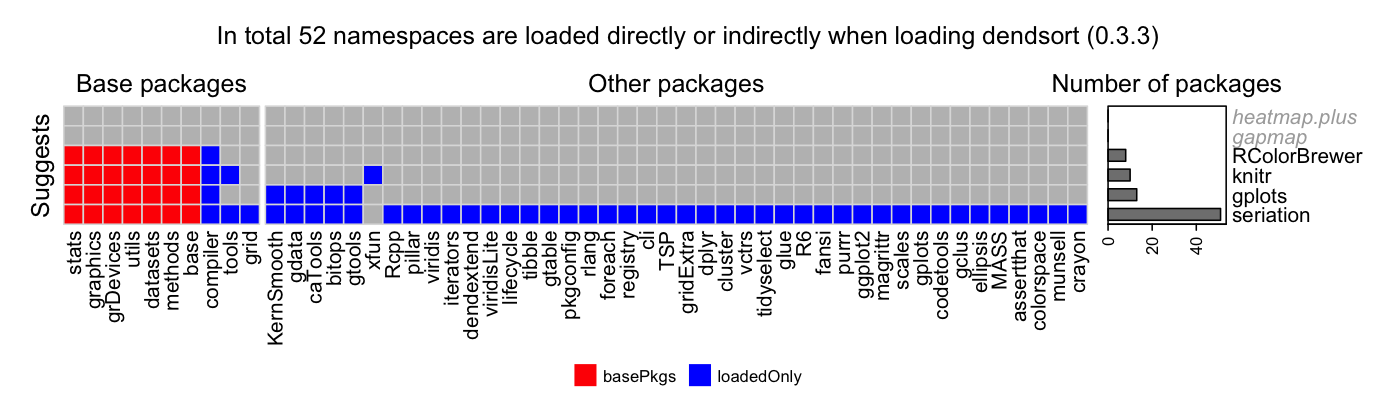 In total 52 namespaces are loaded directly or indirectly when loading dendsort (0.3.3)
Base packages
Other packages
Number of packages
Suggests
heatmap.plus
gapmap
RColorBrewer
knitr
gplots
seriation
0
20
40
stats
graphics
grDevices
utils
datasets
methods
base
compiler
tools
grid
KernSmooth
gdata
caTools
bitops
gtools
xfun
Rcpp
pillar
viridis
iterators
dendextend
viridisLite
lifecycle
tibble
gtable
pkgconfig
rlang
foreach
registry
cli
TSP
gridExtra
dplyr
cluster
vctrs
tidyselect
glue
R6
fansi
purrr
ggplot2
magrittr
scales
gplots
codetools
gclus
ellipsis
MASS
assertthat
colorspace
munsell
crayon
basePkgs
loadedOnly